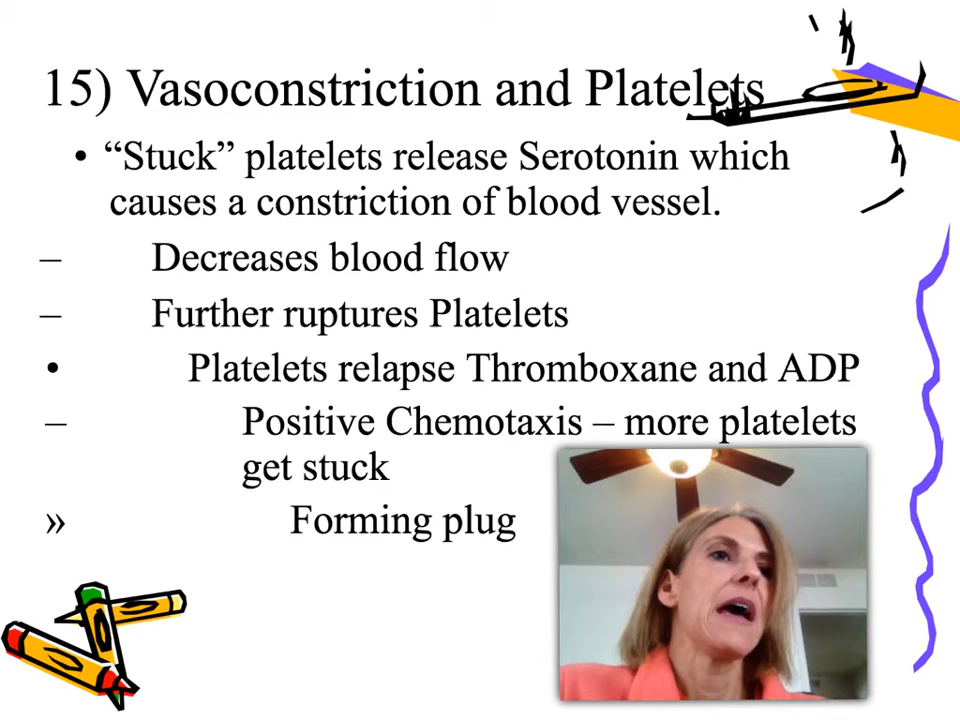 15) Vasoconstriction and Platelets
• “Stuck” platelets release Serotonin which
causes a constriction of blood vessel.
– Decreases blood flow
– Further ruptures Platelets
• Platelets relapse Thromboxane and ADP
– Positive Chemotaxis – more platelets
get stuck
» Forming plug